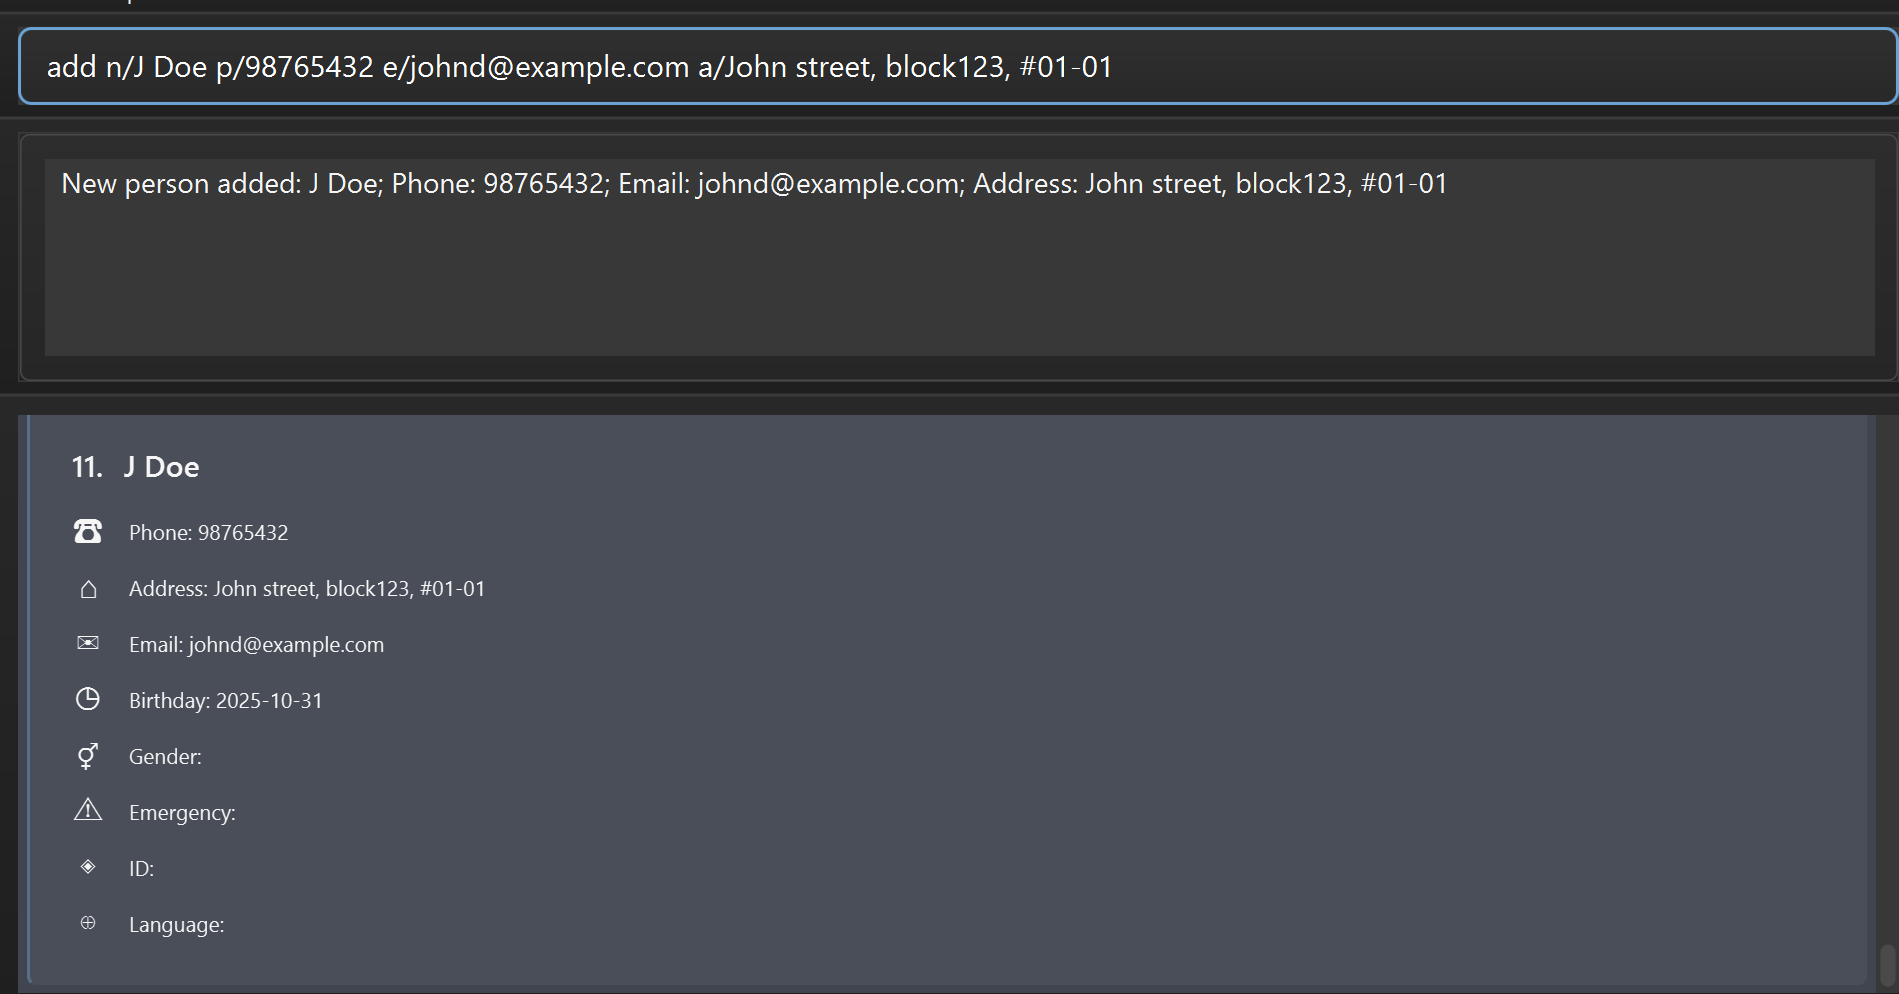 add n/J Doe p/98765432 e/johnd@example.com a/John street, block123, #01-01
New person added: J Doe; Phone: 98765432; Email: johnd@example.com; Address: John street, block123, #01-01
11. J Doe
Phone: 98765432
Address: John street, block123, #01-01
Email: johnd@example.com
Birthday: 2025-10-31
Gender:
Emergency:
ID:
Language: